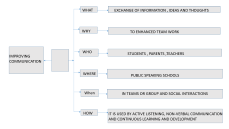 WHAT
EXCHANGE OF INFORMATION , IDEAS AND THOUGHTS
WHY
TO ENHANCED TEAM WORK
WHO
STUDENTS , PARENTS ,TEACHERS
IMPROVING
COMMUNICATION
WHERE
PUBLIC SPEAKING SCHOOLS
When
IN TEAMS OR GROUP AND SOCIAL INTERACTIONS
HOW
IT IS USED BY ACTIVE LISTENING, NON-VERBAL COMMUNICATION
AND CONTINUOUS LEARNING AND DEVELOPMENT